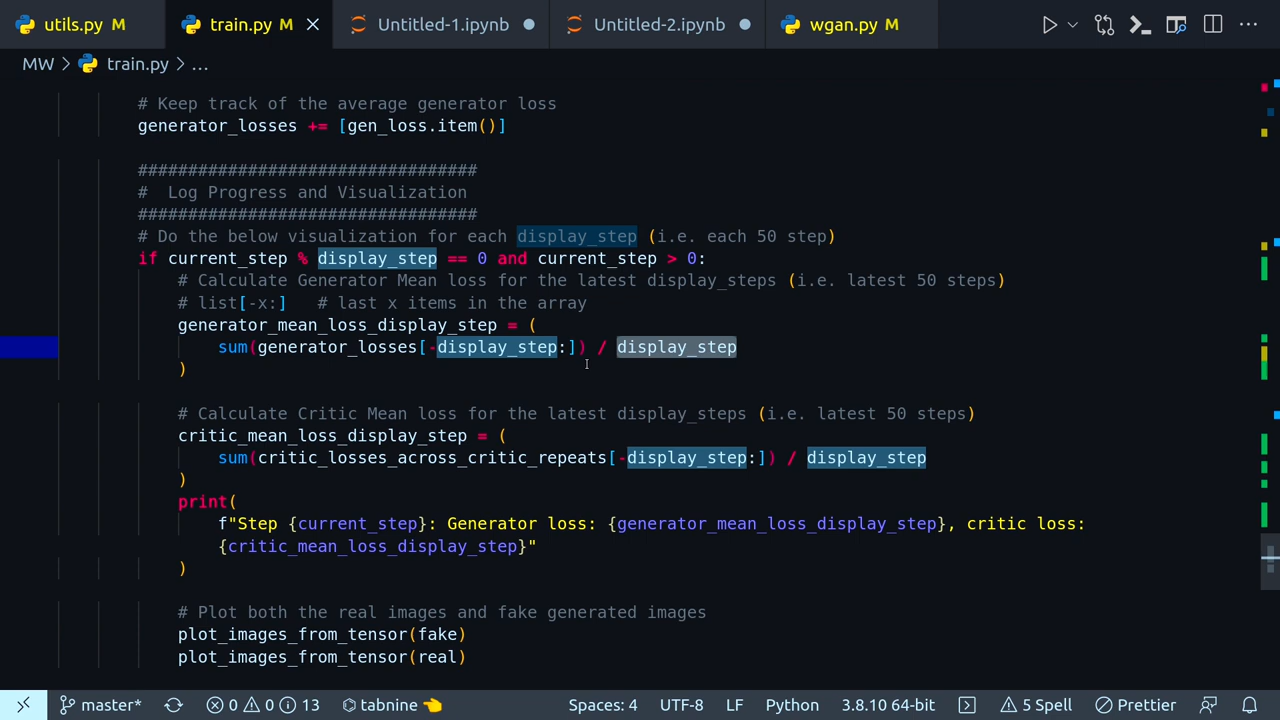 utils.py M train.py M Untitled-1.ipynb Untitled-2.ipynb wgan.py M
MW > train.py > ...
# Keep track of the average generator loss
generator_losses += [gen_loss.item()]
##################################
#  Log Progress and Visualization
##################################
# Do the below visualization for each display_step (i.e. each 50 step)
if current_step % display_step == 0 and current_step > 0:
# Calculate Generator Mean loss for the latest display_steps (i.e. latest 50 steps)
# list[-x:]   # last x items in the array
generator_mean_loss_display_step = (
sum(generator_losses[-display_step:]) / display_step
)
# Calculate Critic Mean loss for the latest display_steps (i.e. latest 50 steps)
critic_mean_loss_display_step = (
sum(critic_losses_across_critic_repeats[-display_step:]) / display_step
)
print(
f"Step {current_step}: Generator loss: {generator_mean_loss_display_step}, critic loss:
{critic_mean_loss_display_step}"
)
# Plot both the real images and fake generated images
plot_images_from_tensor(fake)
plot_images_from_tensor(real)
master* 0 0 13 tabnine Spaces: 4 UTF-8 LF Python 3.8.10 64-bit 5 Spell Prettier